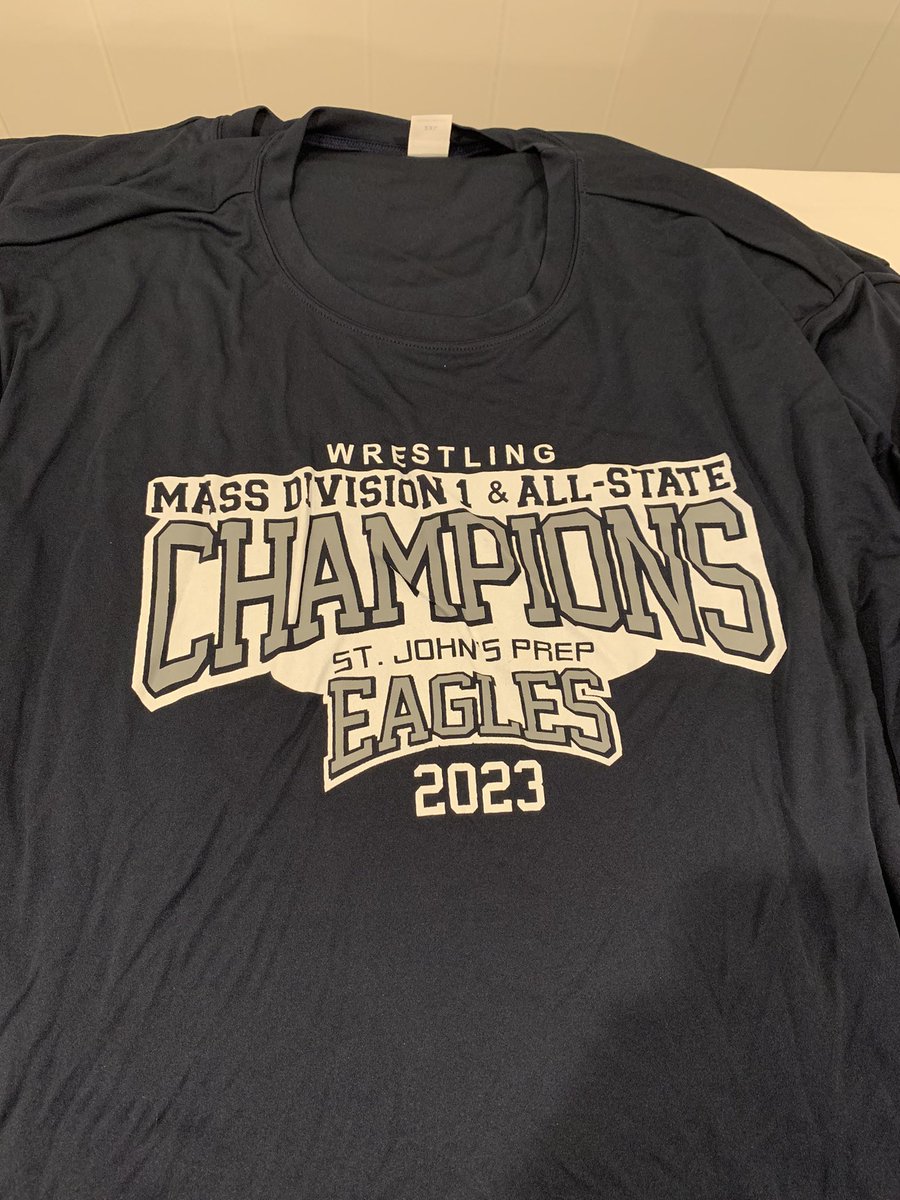 WRESTLING
MASS DIVISION 1 & ALL-STATE
CHAMPIONS
ST. JOHN'S PREP
EAGLES
2023